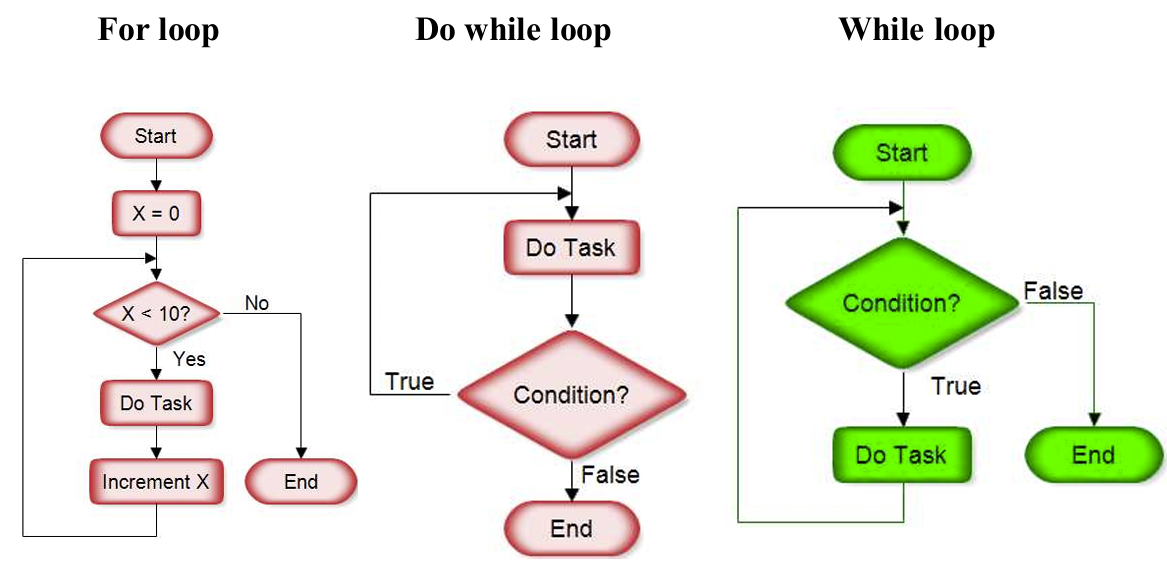 For loop
Start
X = 0
X < 10?
No
Yes
Do Task
Increment X
End
Do while loop
Start
Do Task
Condition?
True
False
End
While loop
Start
Condition?
False
True
Do Task
End